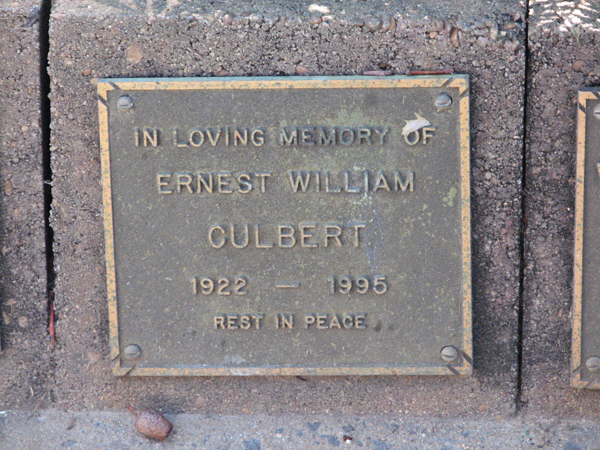 IN LOVING MEMORY OF
ERNEST WILLIAM
CULBERT
1922 — 1995
REST IN PEACE